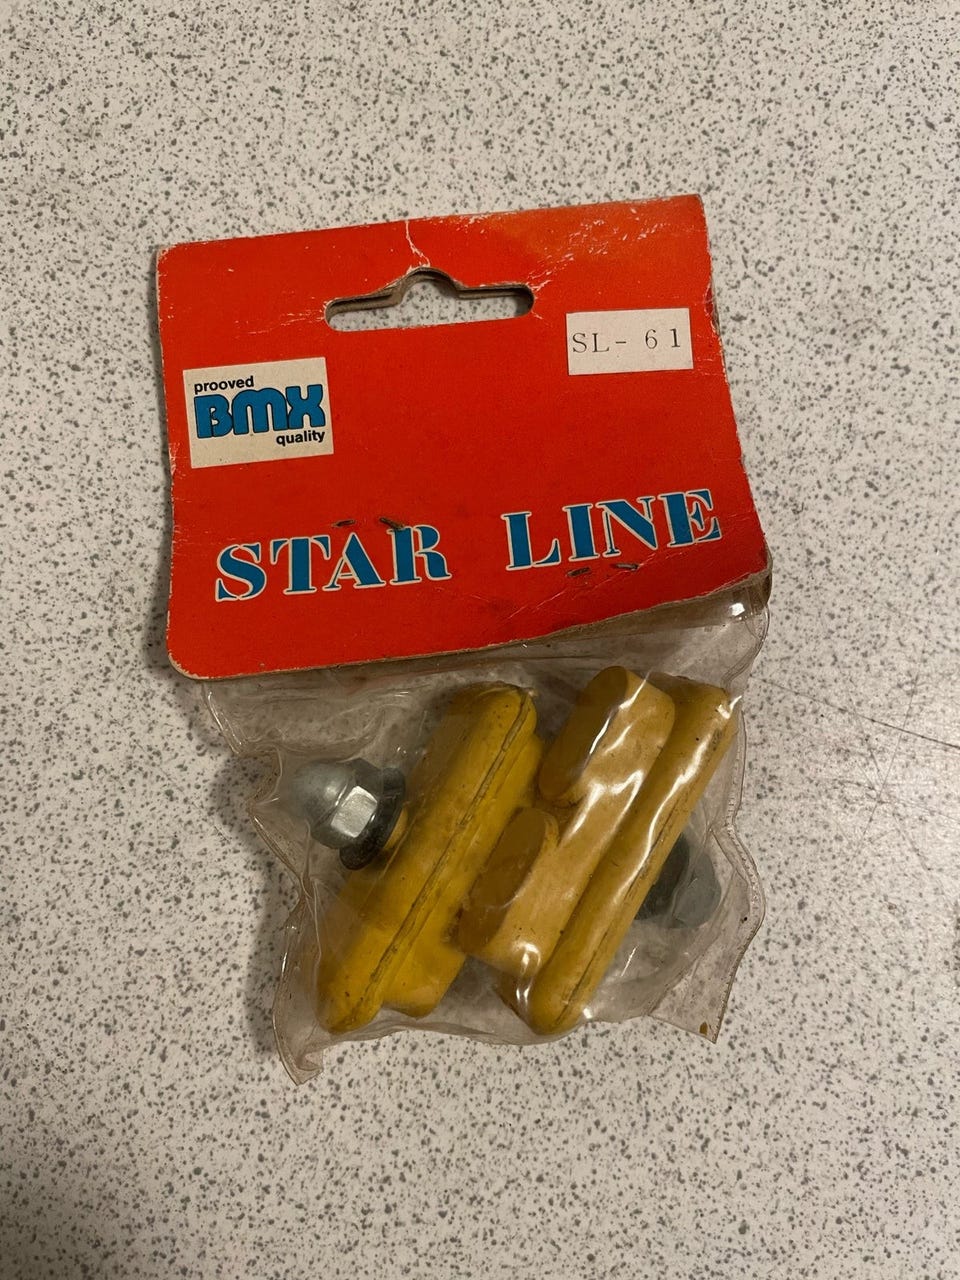 SL- 61
prooved
BMX
quality
STAR LINE